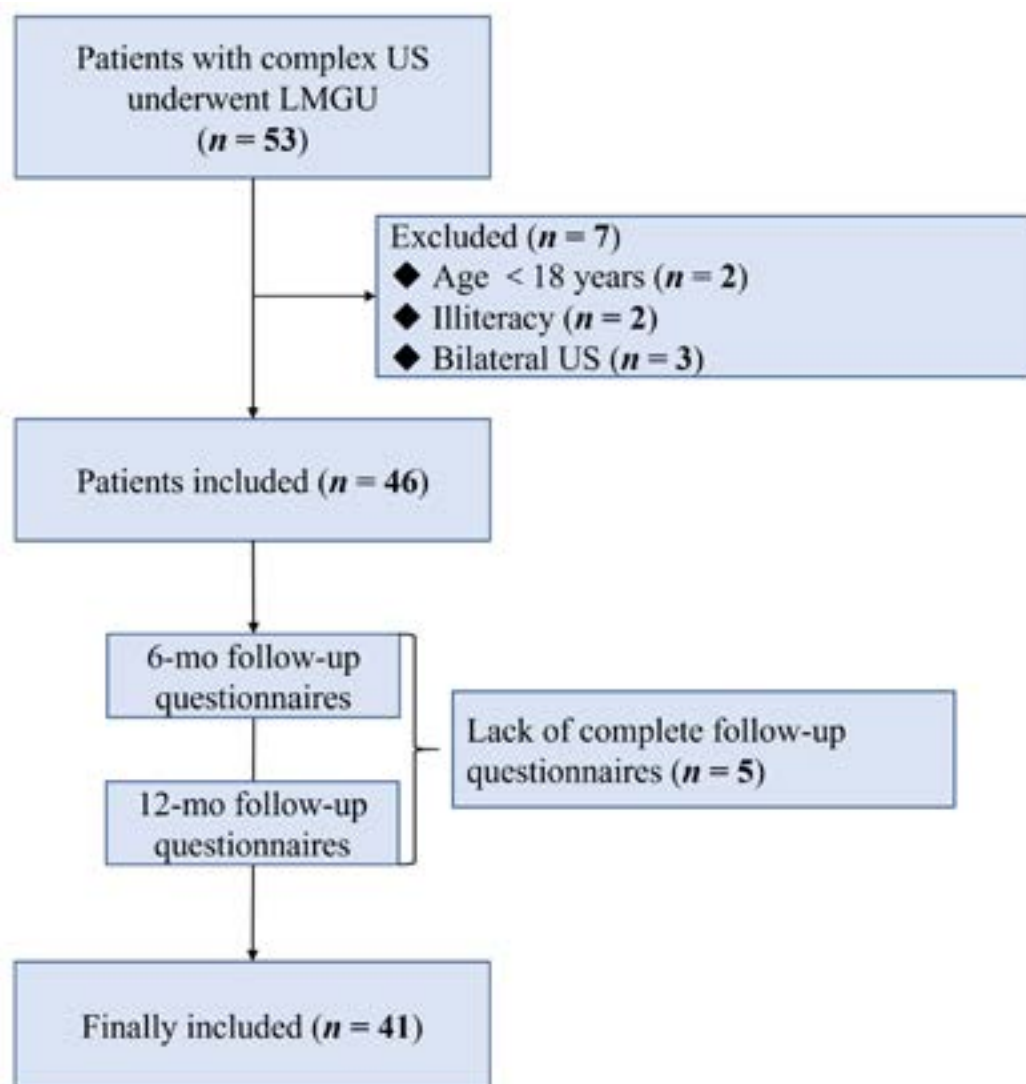 Patients with complex US
underwent LMGU
(n = 53)
Excluded (n = 7)
◆ Age < 18 years (n = 2)
◆ Illiteracy (n = 2)
◆ Bilateral US (n = 3)
Patients included (n = 46)
6-mo follow-up
questionnaires
Lack of complete follow-up
questionnaires (n = 5)
12-mo follow-up
questionnaires
Finally included (n = 41)